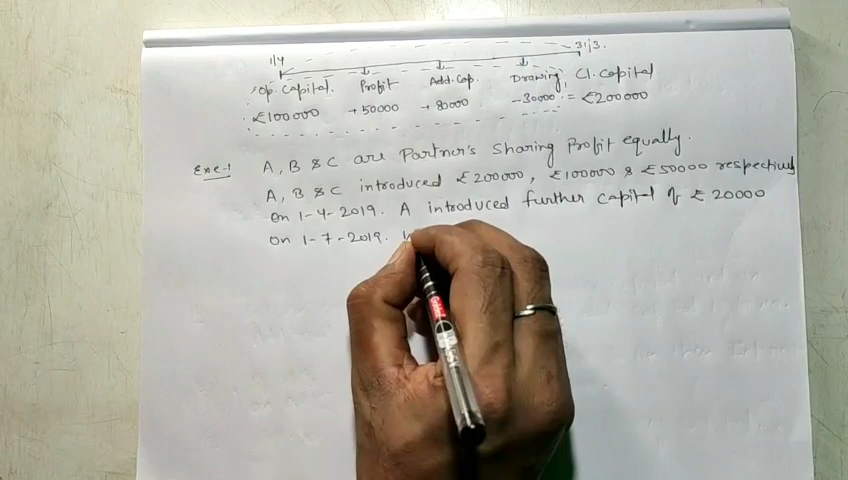 1/4 31/3.
Op. Capital. Profit Add. Cap. Drawing Cl. Capital
₹100000 +50000 +80000 -30000 = ₹200000
Exe-1 A, B & C are Partner's sharing Profit equally.
A, B & C introduced ₹200000, ₹100000 & ₹50000 respectively
On 1-4-2019. A introduced further capital of ₹20000
on 1-7-2019.